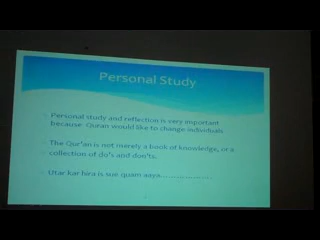 Personal Study
Personal study and reflection is very important
because Quran would like to change individuals
The Qur'an is not merely a book of knowledge, or a
collection of do's and don'ts.
Utar kar hira is sue quam aaya....................